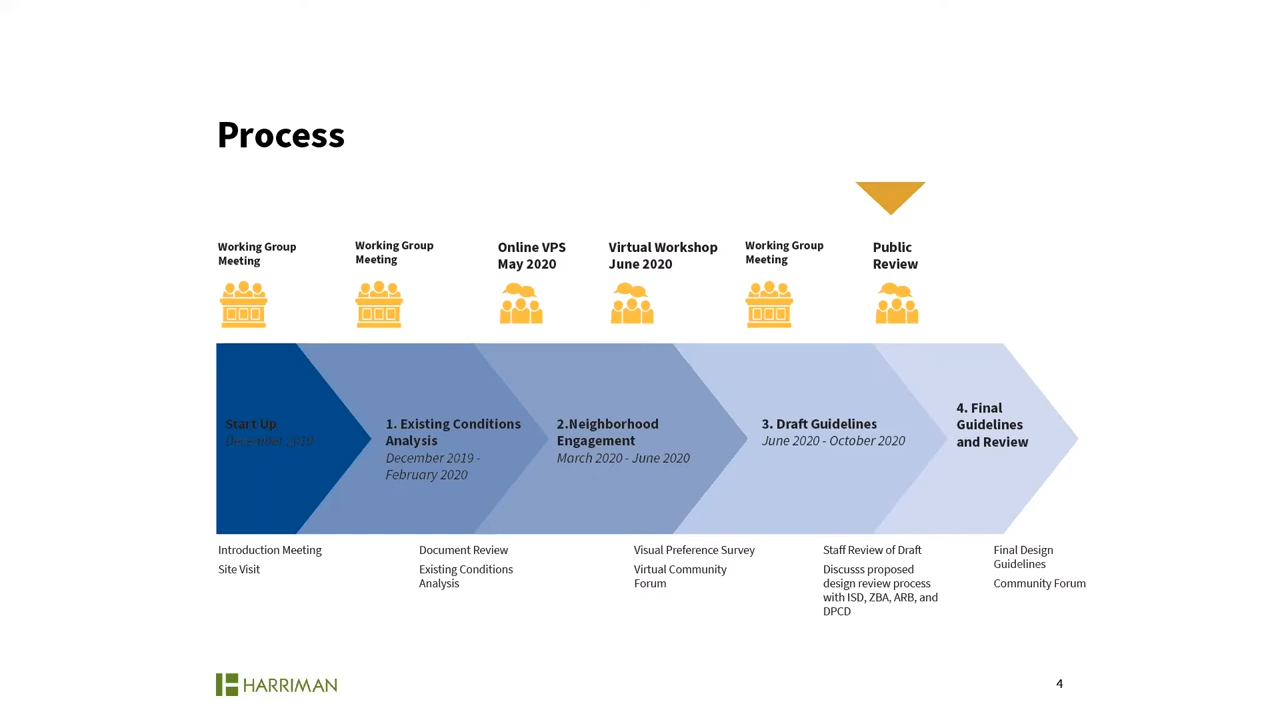 Process
Working Group
Meeting
Working Group
Meeting
Online VPS
May 2020
Virtual Workshop
June 2020
Working Group
Meeting
Public
Review
Start Up
December 2019
1. Existing Conditions
Analysis
December 2019 -
February 2020
2.Neighborhood
Engagement
March 2020 - June 2020
3. Draft Guidelines
June 2020 - October 2020
4. Final
Guidelines
and Review
Introduction Meeting
Site Visit
Document Review
Existing Conditions
Analysis
Visual Preference Survey
Virtual Community
Forum
Staff Review of Draft
Discusss proposed
design review process
with ISD, ZBA, ARB, and
DPCD
Final Design
Guidelines
Community Forum
HARRIMAN
4